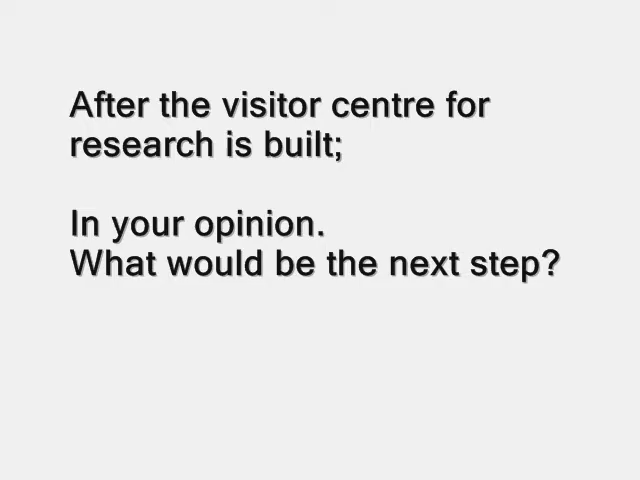 After the visitor centre for
research is built;
In your opinion.
What would be the next step?